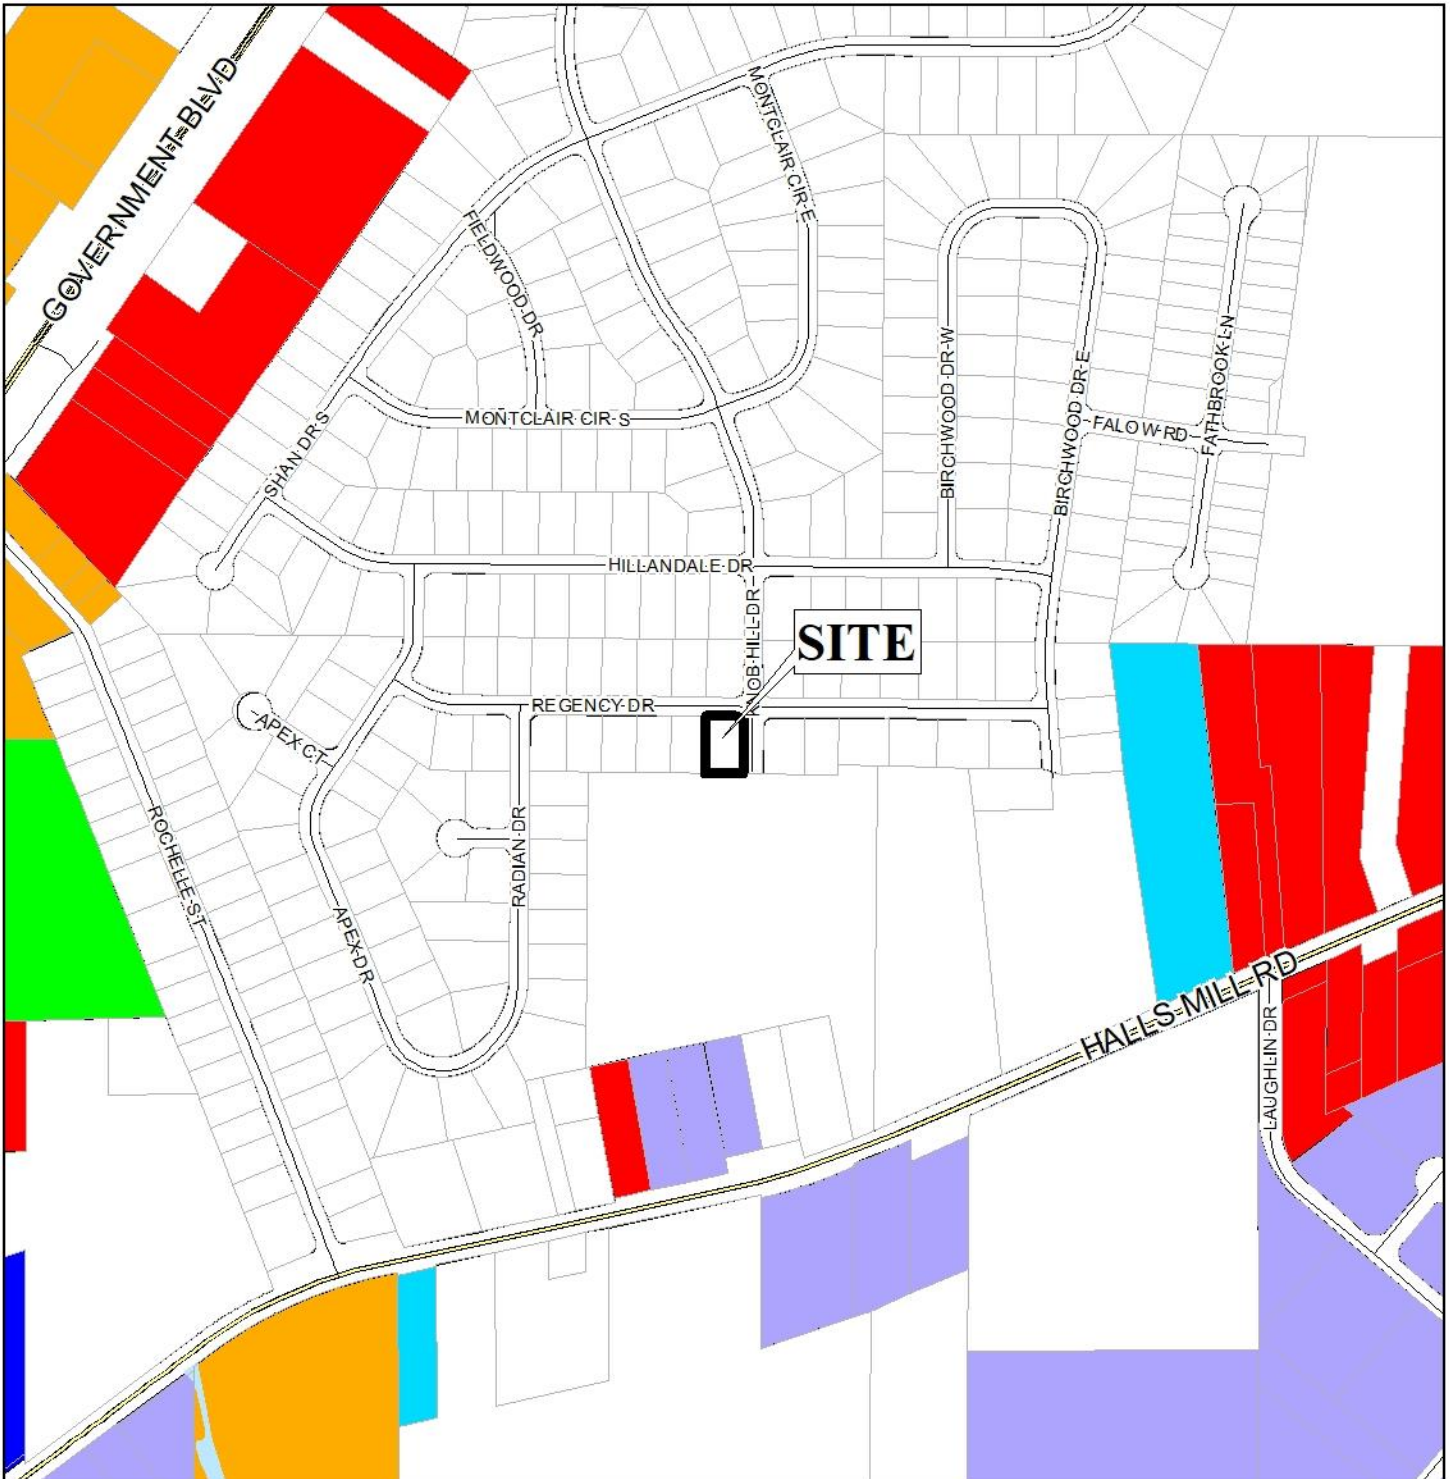 GOVERNMENT BLVD
MONTCLAIR CIR E
FIELDWOOD DR
BIRCHWOOD DR W
BIRCHWOOD DR E
FATHBROOK LN
FALOW RD
MONTCLAIR CIR S
SHAN DR S
HILLANDALE DR
NOB HILL DR
SITE
REGENCY DR
APEX CT
ROCHELLE ST
RADIAN DR
APEX DR
HALLS MILL RD
LAUGHLIN DR